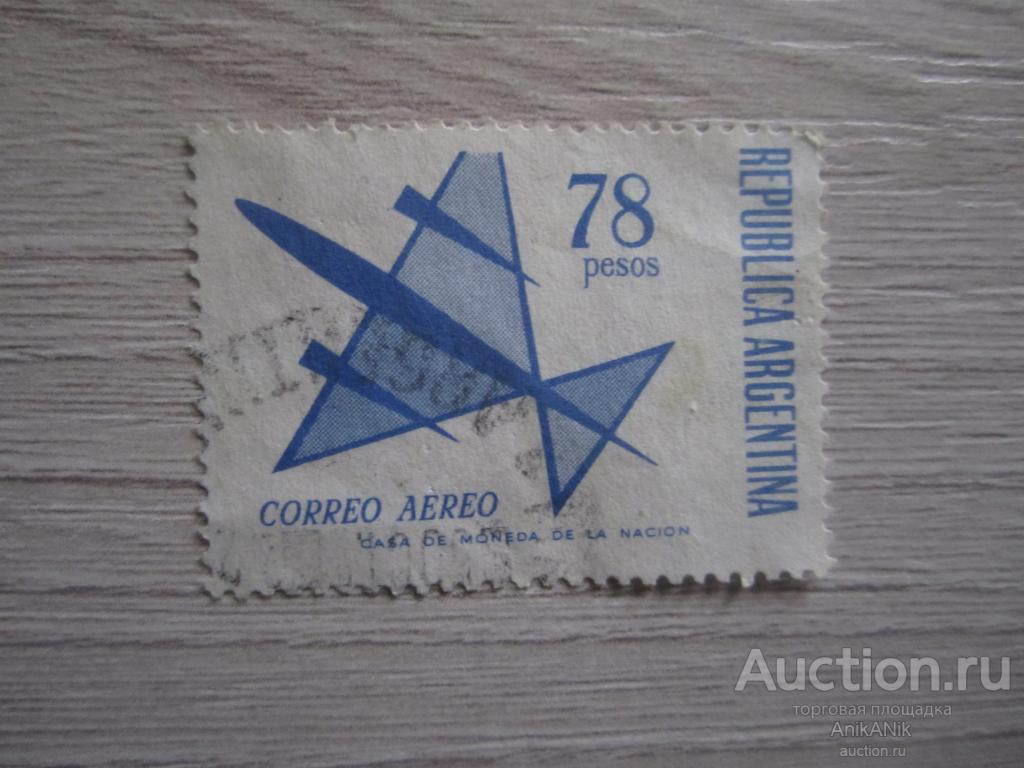 78
pesos
REPUBLICA ARGENTINA
CORREO AEREO
CASA DE MONEDA DE LA NACION
Auction.ru
торговая площадка
AnikANik
auction.ru